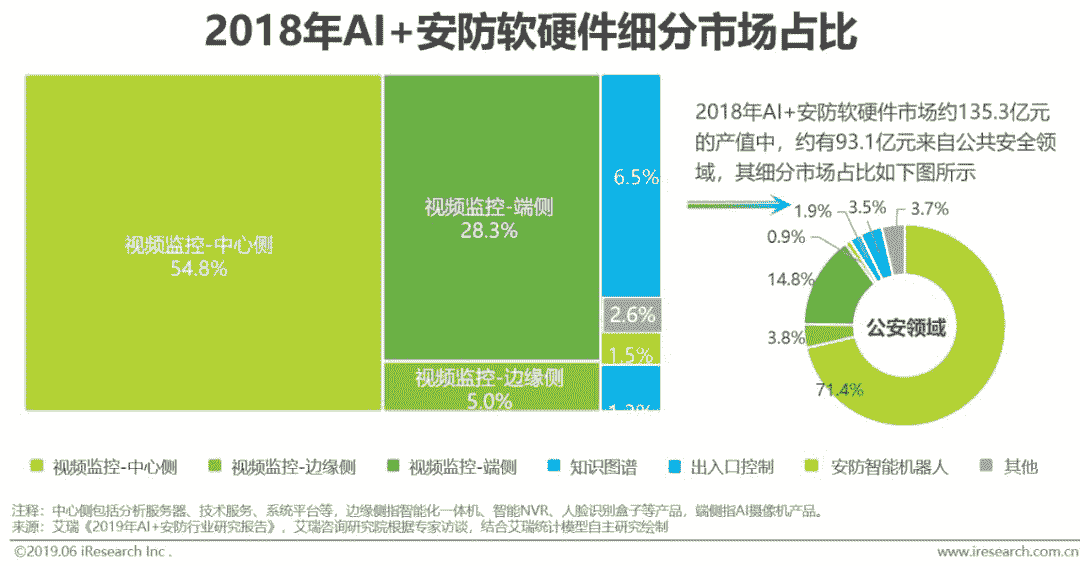 2018年AI+安防软硬件细分市场占比
视频监控-中心侧
54.8%
视频监控-端侧
28.3%
视频监控-边缘侧
5.0%
6.5%
2.6%
1.5%
2018年AI+安防软硬件市场约135.3亿元
的产值中，约有93.1亿元来自公共安全领
域，其细分市场占比如下图所示
1.9%
3.5%
3.7%
0.9%
14.8%
3.8%
71.4%
公安领域
视频监控-中心侧
视频监控-边缘侧
视频监控-端侧
知识图谱
出入口控制
安防智能机器人
其他
注释：中心侧包括分析服务器、技术服务、系统平台等，边缘侧指智能化一体机、智能NVR、人脸识别盒子等产品，端侧指AI摄像机产品。
来源：艾瑞《2019年AI+安防行业研究报告》，艾瑞咨询研究院根据专家访谈，结合艾瑞统计模型自主研究绘制
©2019.06 iResearch Inc .
www.iresearch.com.cn